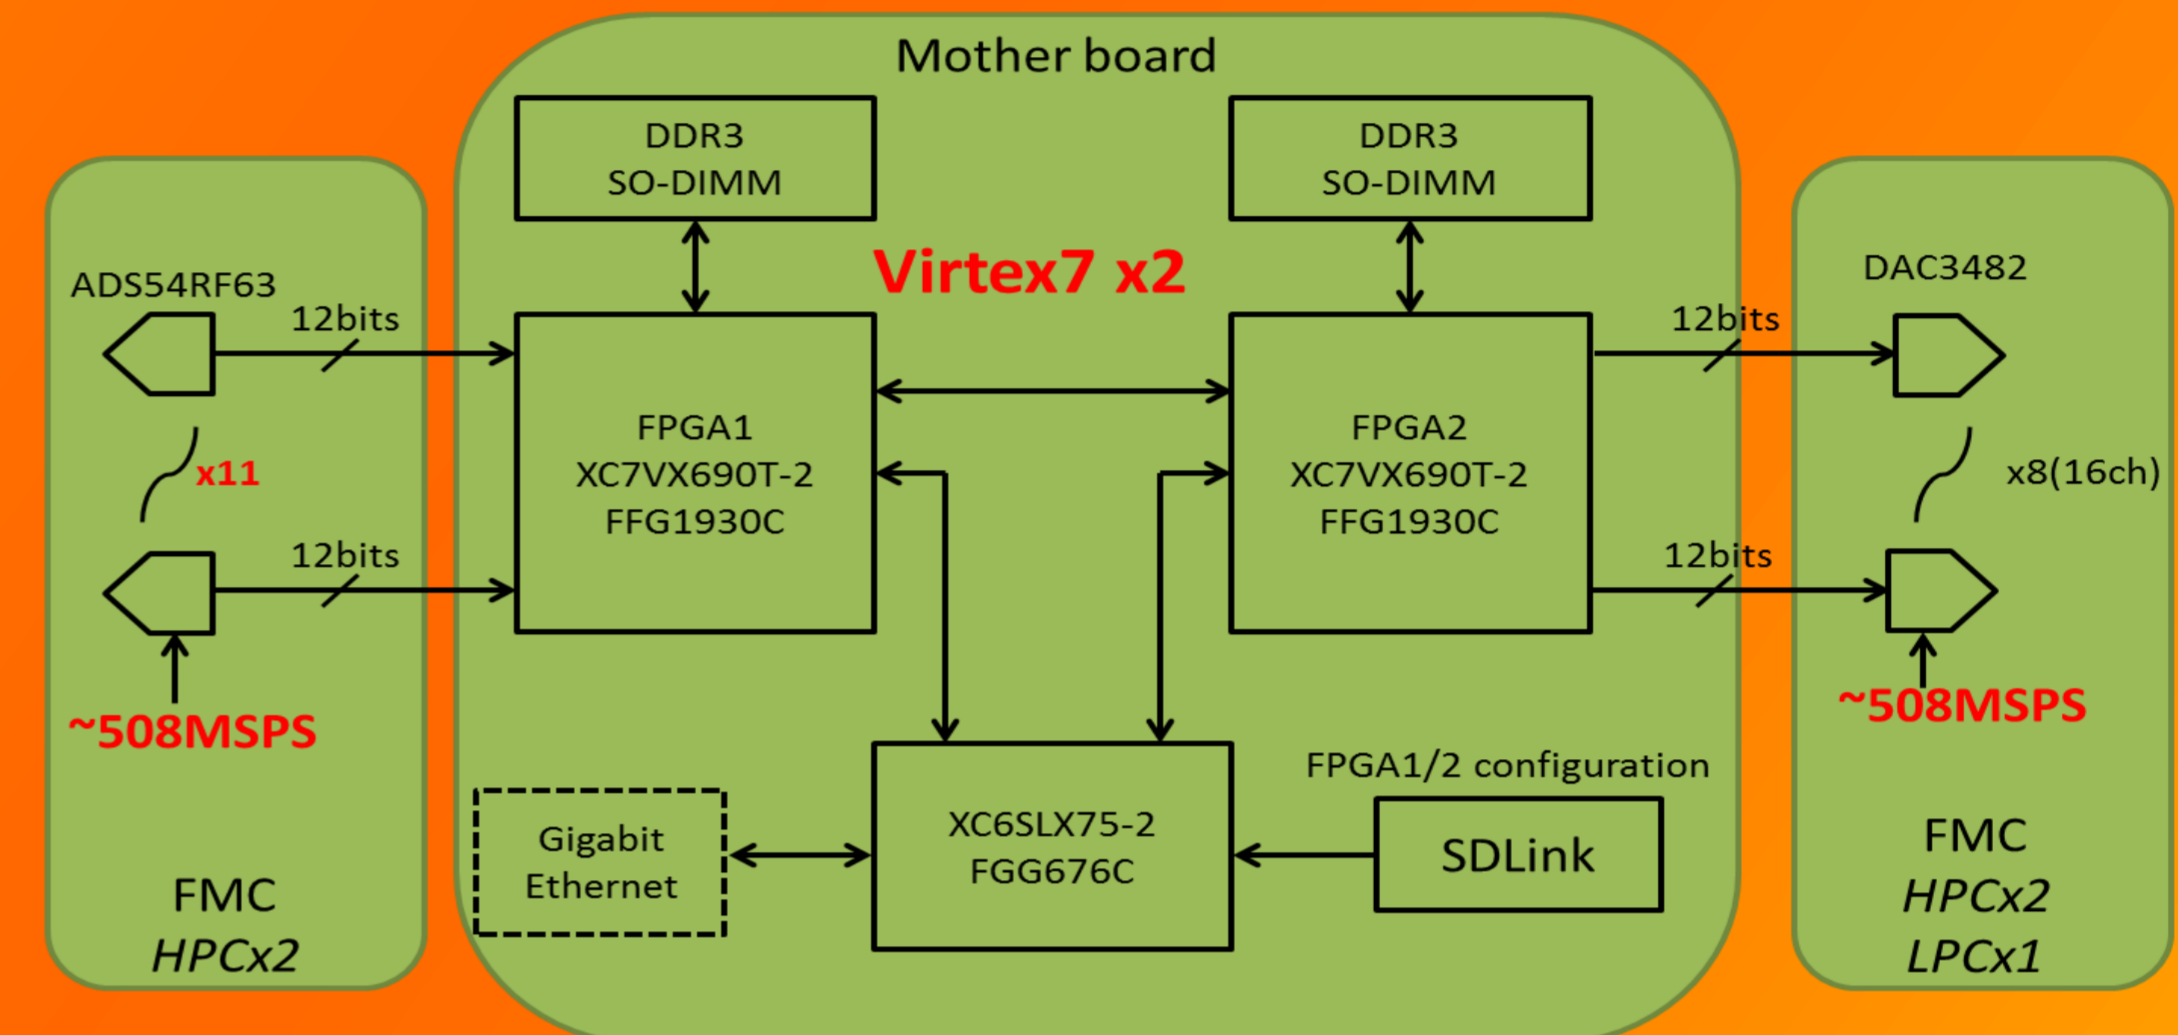 Mother board
DDR3
SO-DIMM
DDR3
SO-DIMM
Virtex7 x2
ADS54RF63
12bits
x11
12bits
~508MSPS
FMC
HPCx2
FPGA1
XC7VX690T-2
FFG1930C
FPGA2
XC7VX690T-2
FFG1930C
12bits
DAC3482
x8(16ch)
12bits
~508MSPS
FMC
HPCx2
LPCx1
Gigabit
Ethernet
XC6SLX75-2
FGG676C
FPGA1/2 configuration
SDLink